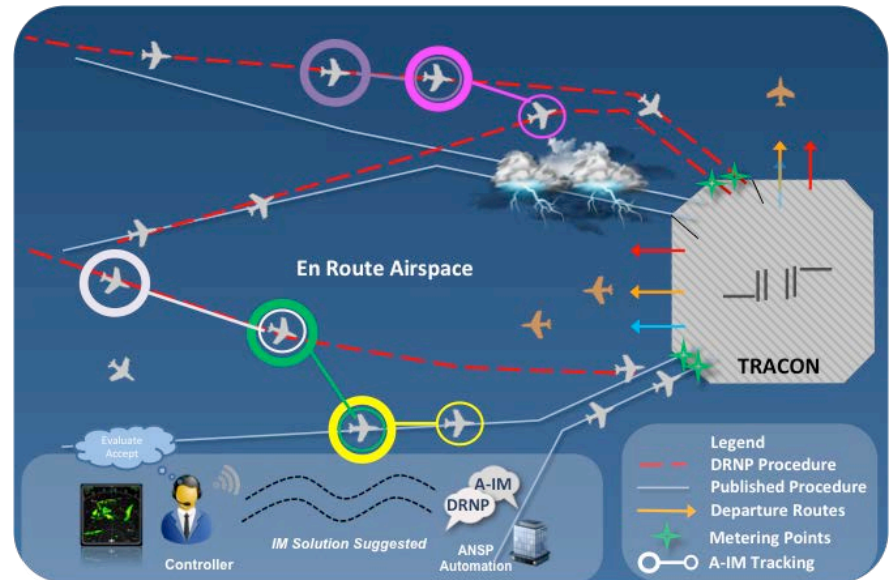 En Route Airspace
TRACON
Evaluate
Accept
Controller
IM Solution Suggested
A-IM
DRNP
ANSP
Automation
Legend
DRNP Procedure
Published Procedure
Departure Routes
Metering Points
A-IM Tracking